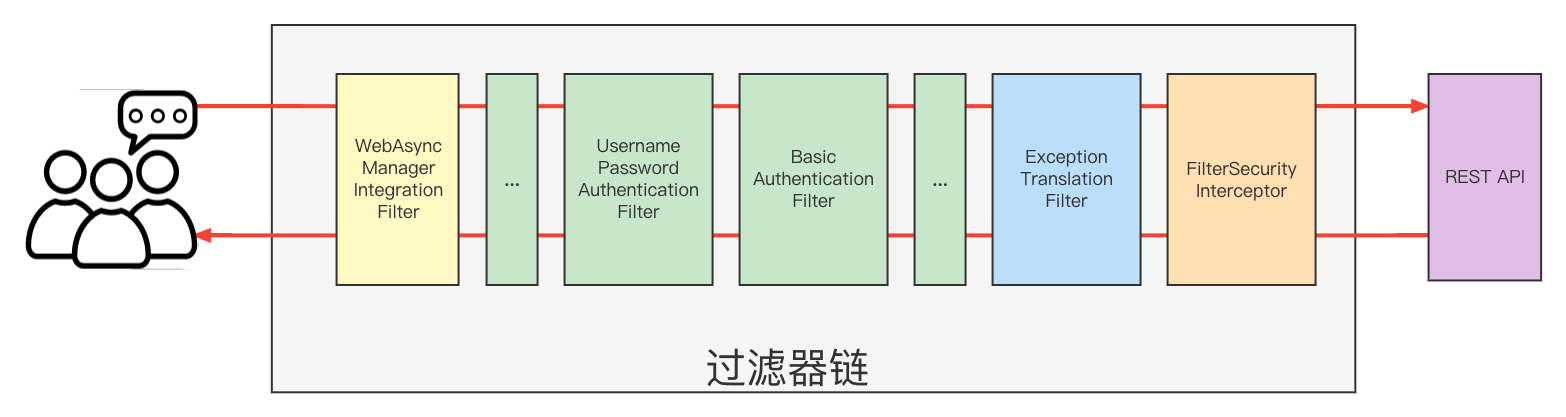 WebAsync
Manager
Integration
Filter
...
Username
Password
Authentication
Filter
Basic
Authentication
Filter
...
Exception
Translation
Filter
FilterSecurity
Interceptor
REST API
过滤器链